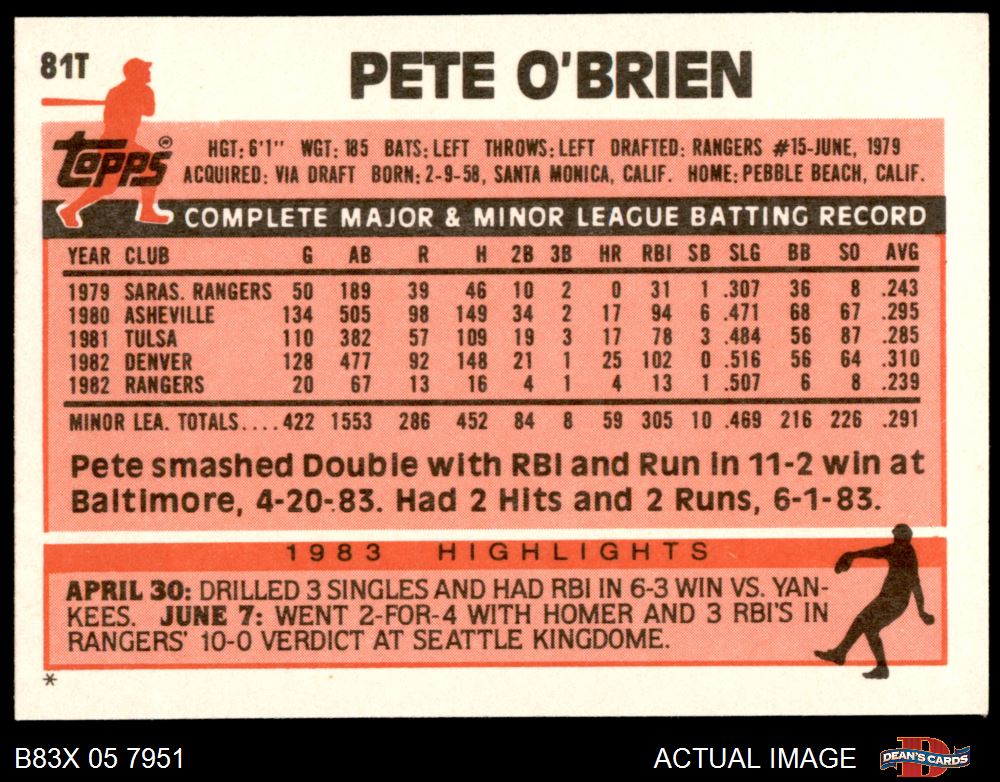 81T
PETE O'BRIEN
Topps®
HGT: 6'1" WGT: 185 BATS: LEFT THROWS: LEFT DRAFTED: RANGERS #15-JUNE, 1979
ACQUIRED: VIA DRAFT BORN: 2-9-58, SANTA MONICA, CALIF. HOME: PEBBLE BEACH, CALIF.
COMPLETE MAJOR & MINOR LEAGUE BATTING RECORD
YEAR CLUB G AB R H 2B 3B HR RBI SB SLG BB SO AVG
1979 SARAS. RANGERS 50 189 39 46 10 2 0 31 1 .307 36 8 .243
1980 ASHEVILLE 134 505 98 149 34 2 17 94 6 .471 68 67 .295
1981 TULSA 110 382 57 109 19 3 17 78 3 .484 56 87 .285
1982 DENVER 128 477 92 148 21 1 25 102 0 .516 56 64 .310
1982 RANGERS 20 67 13 16 4 1 4 13 1 .507 6 8 .239
MINOR LEA. TOTALS.... 422 1553 286 452 84 8 59 305 10 .469 216 226 .291
Pete smashed Double with RBI and Run in 11-2 win at
Baltimore, 4-20-83. Had 2 Hits and 2 Runs, 6-1-83.
1983 HIGHLIGHTS
APRIL 30: DRILLED 3 SINGLES AND HAD RBI IN 6-3 WIN VS. YAN-
KEES. JUNE 7: WENT 2-FOR-4 WITH HOMER AND 3 RBI'S IN
RANGERS' 10-0 VERDICT AT SEATTLE KINGDOME.
*
B83X 05 7951
ACTUAL IMAGE
DEAN'S CARDS